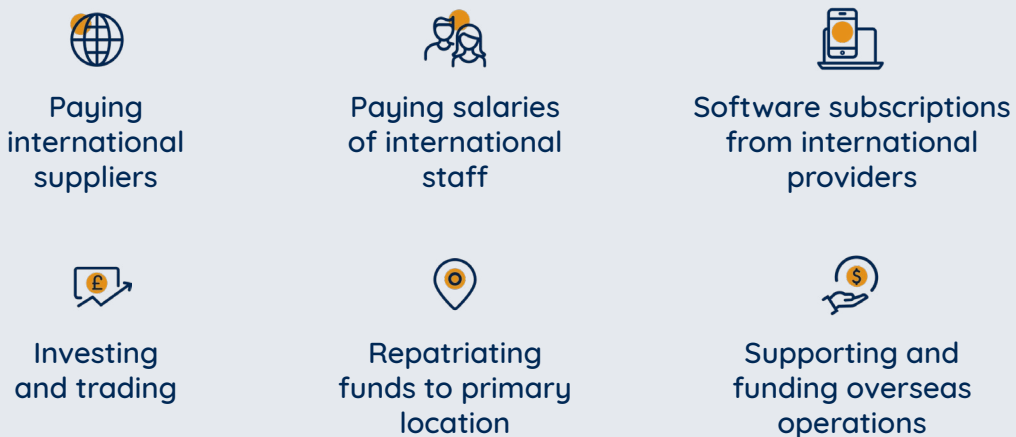 Paying
international
suppliers
Paying salaries
of international
staff
Software subscriptions
from international
providers
£
Investing
and trading
Repatriating
funds to primary
location
$
Supporting and
funding overseas
operations